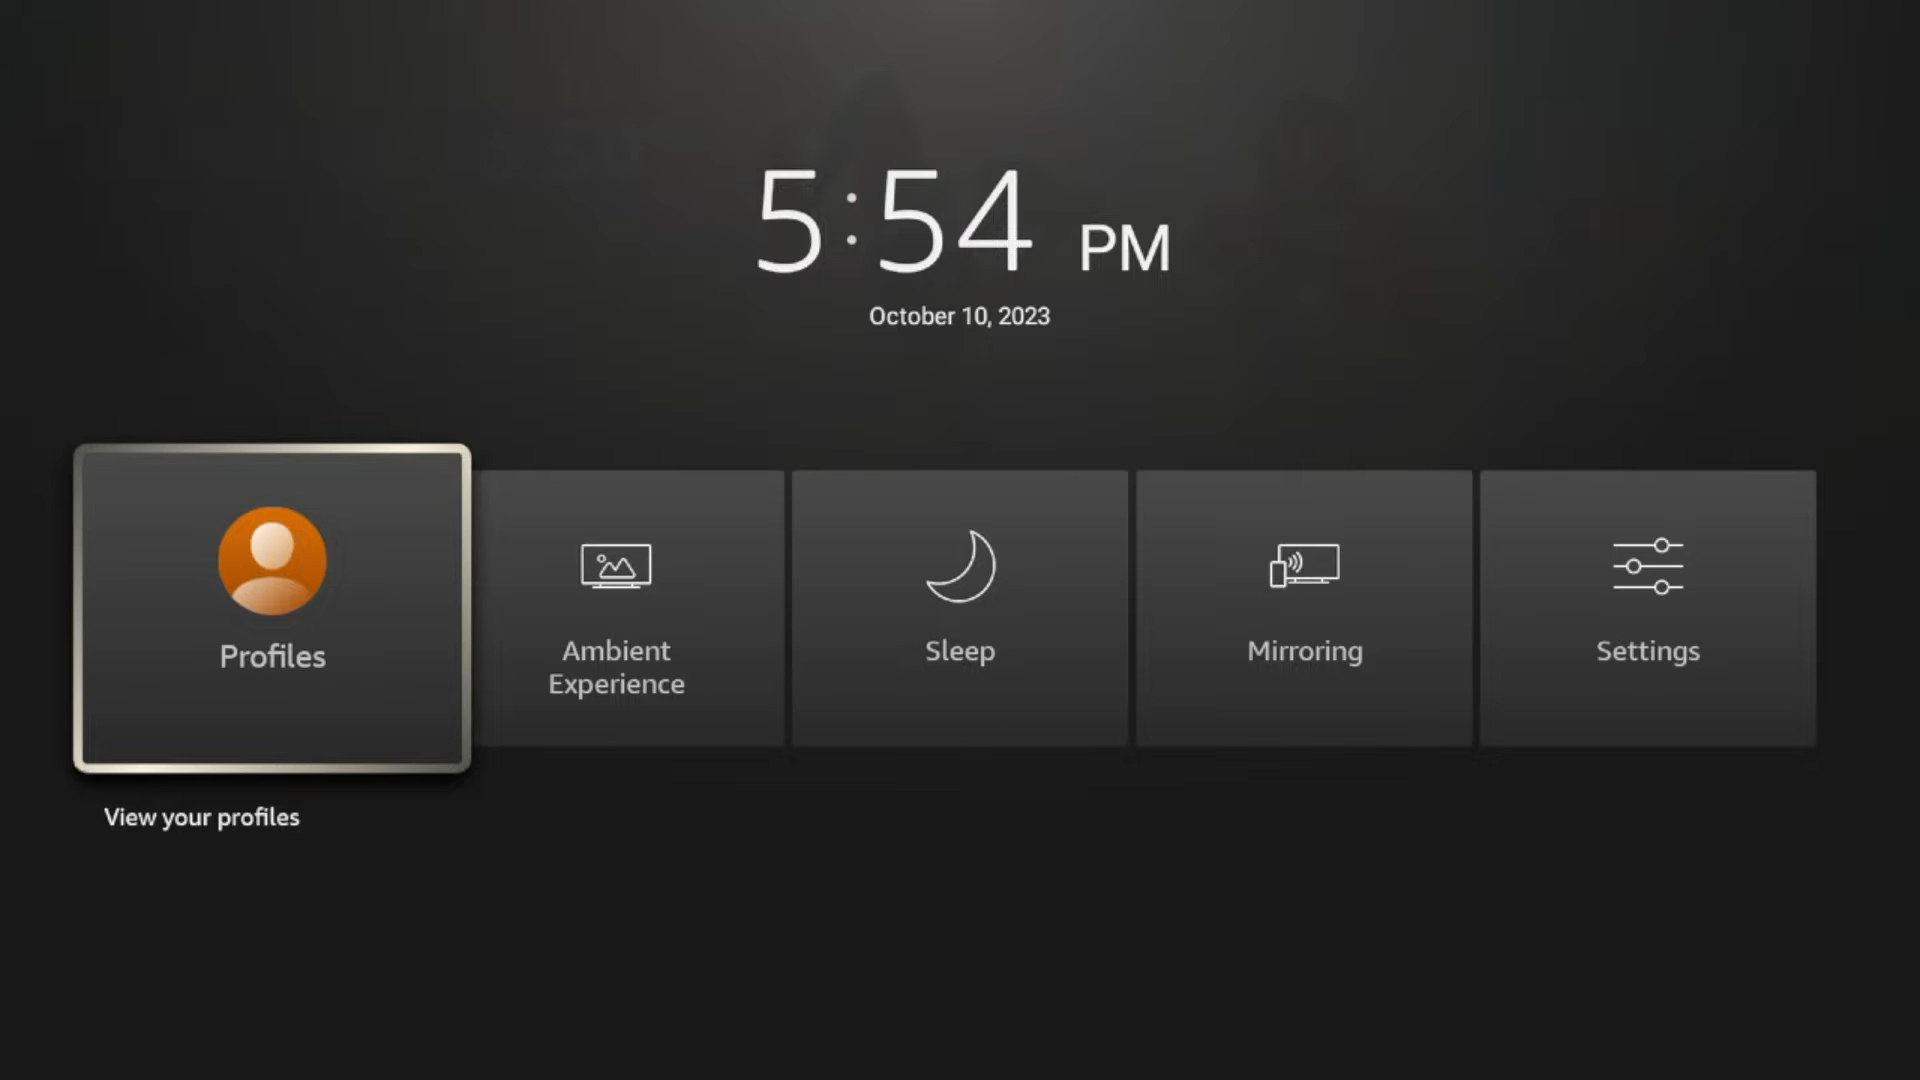 5:54 PM
October 10, 2023
Profiles
Ambient
Experience
Sleep
Mirroring
Settings
View your profiles